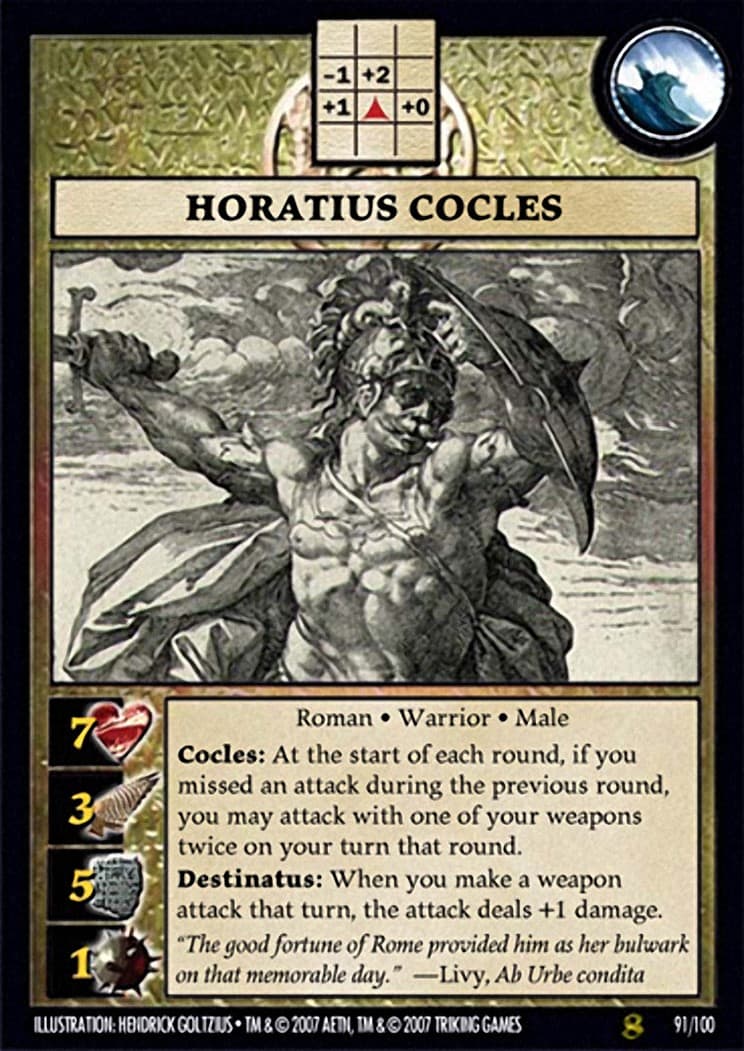 -1 +2
+1 +0
HORATIUS COCLES
7
3
5
1
Roman • Warrior • Male
Cocles: At the start of each round, if you
missed an attack during the previous round,
you may attack with one of your weapons
twice on your turn that round.
Destinatus: When you make a weapon
attack that turn, the attack deals +1 damage.
“The good fortune of Rome provided him as her bulwark
on that memorable day.” —Livy, Ab Urbe condita
ILLUSTRATION: HENDRICK GOLTZIUS • TM & © 2007 AETN, TM & © 2007 TRIKING GAMES
8 91/100